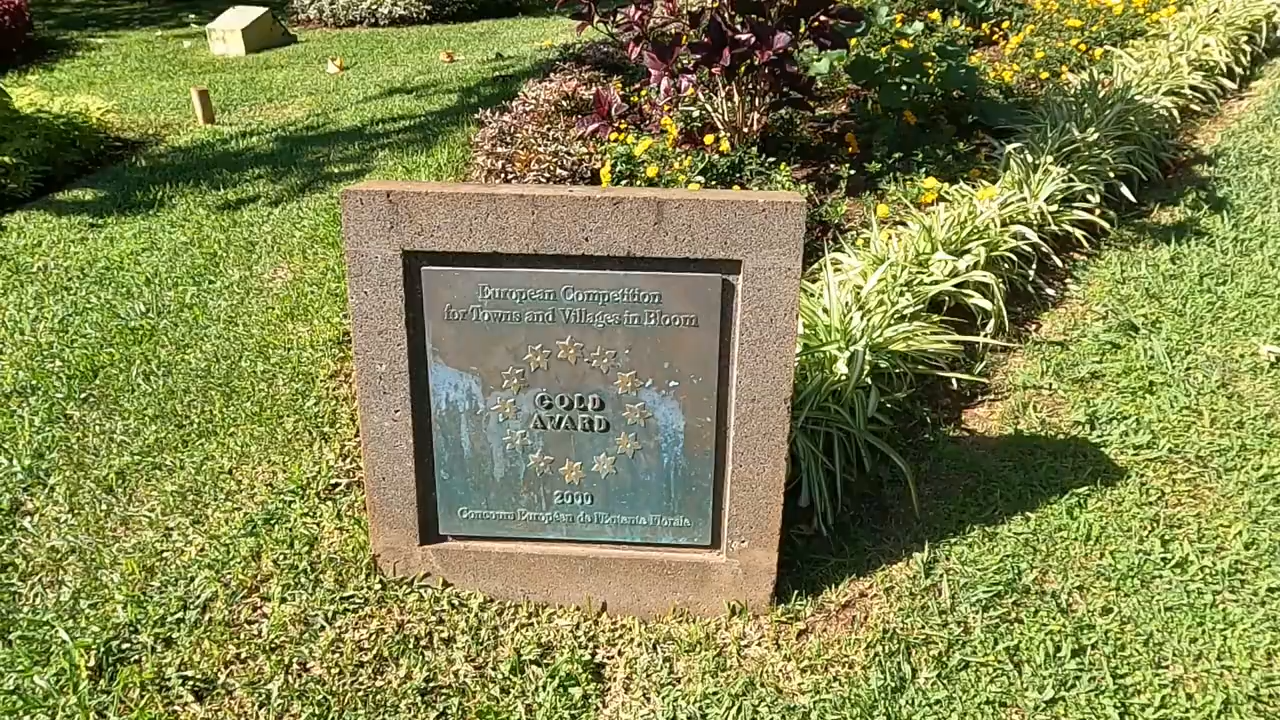 European Competition
for Towns and Villages in Bloom
GOLD
AWARD
2000
Concours Européen de l'Entente Florale